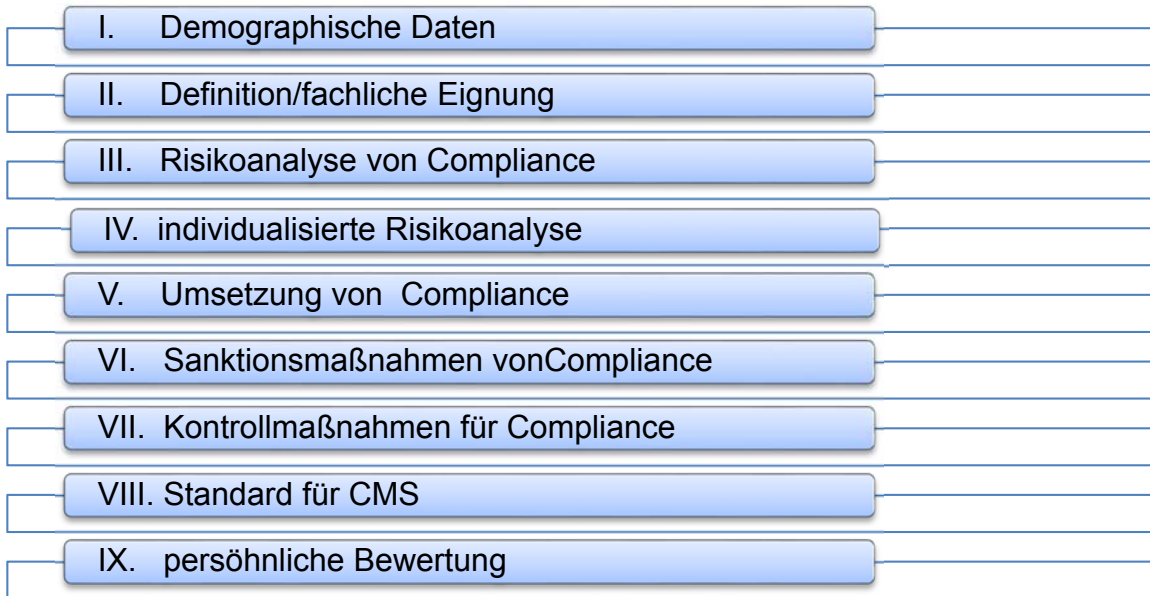 I. Demographische Daten
II. Definition/fachliche Eignung
III. Risikoanalyse von Compliance
IV. individualisierte Risikoanalyse
V. Umsetzung von Compliance
VI. Sanktionsmaßnahmen vonCompliance
VII. Kontrollmaßnahmen für Compliance
VIII. Standard für CMS
IX. persöhnliche Bewertung